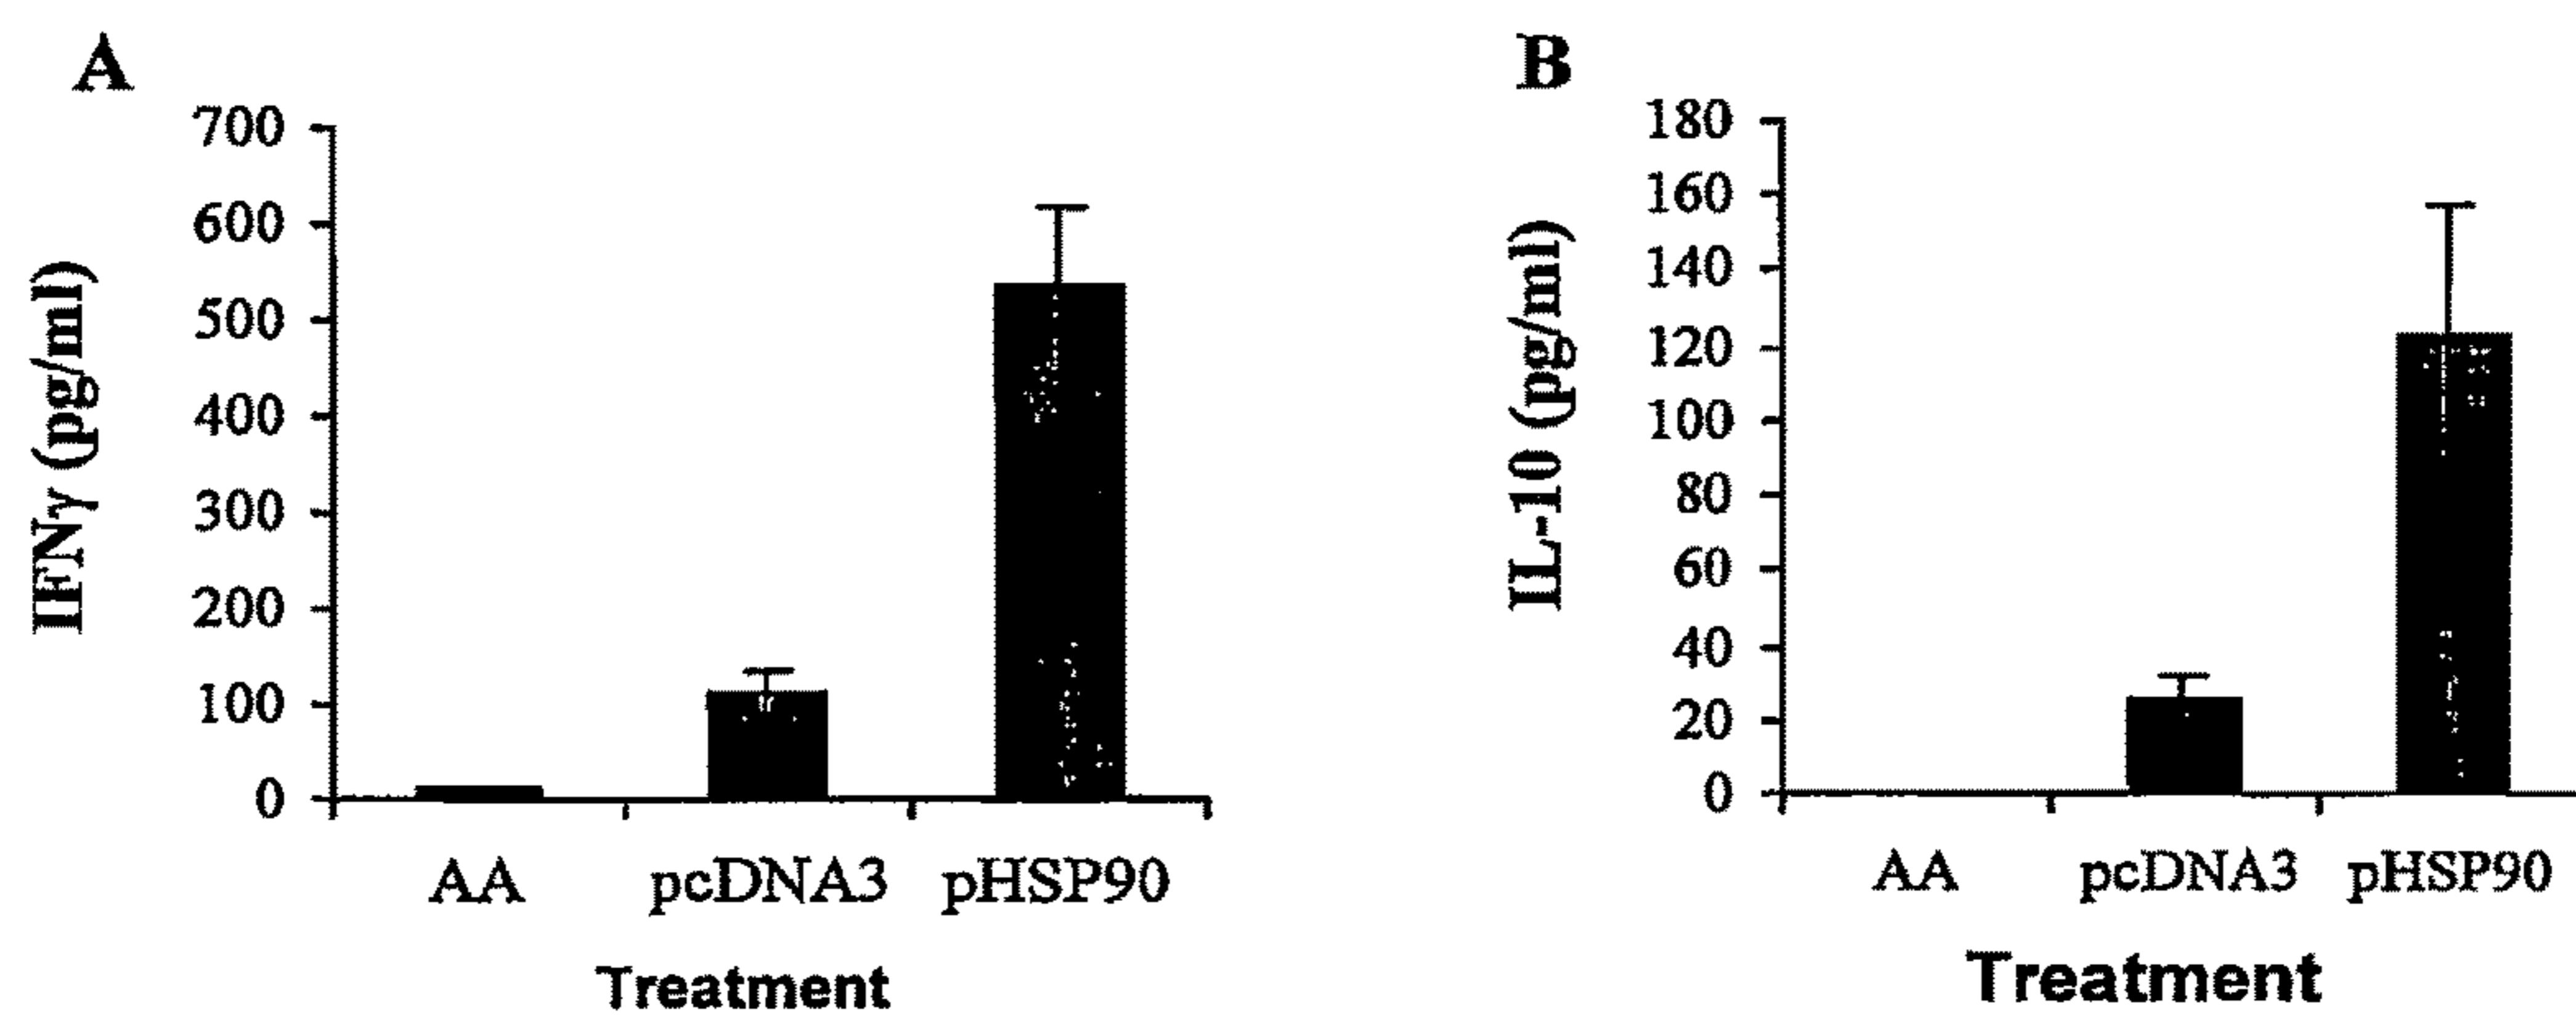 A
IFNγ (pg/ml)
700
600
500
400
300
200
100
0
AA pcDNA3 pHSP90
Treatment
B
IL-10 (pg/ml)
180
160
140
120
100
80
60
40
20
0
AA pcDNA3 pHSP90
Treatment